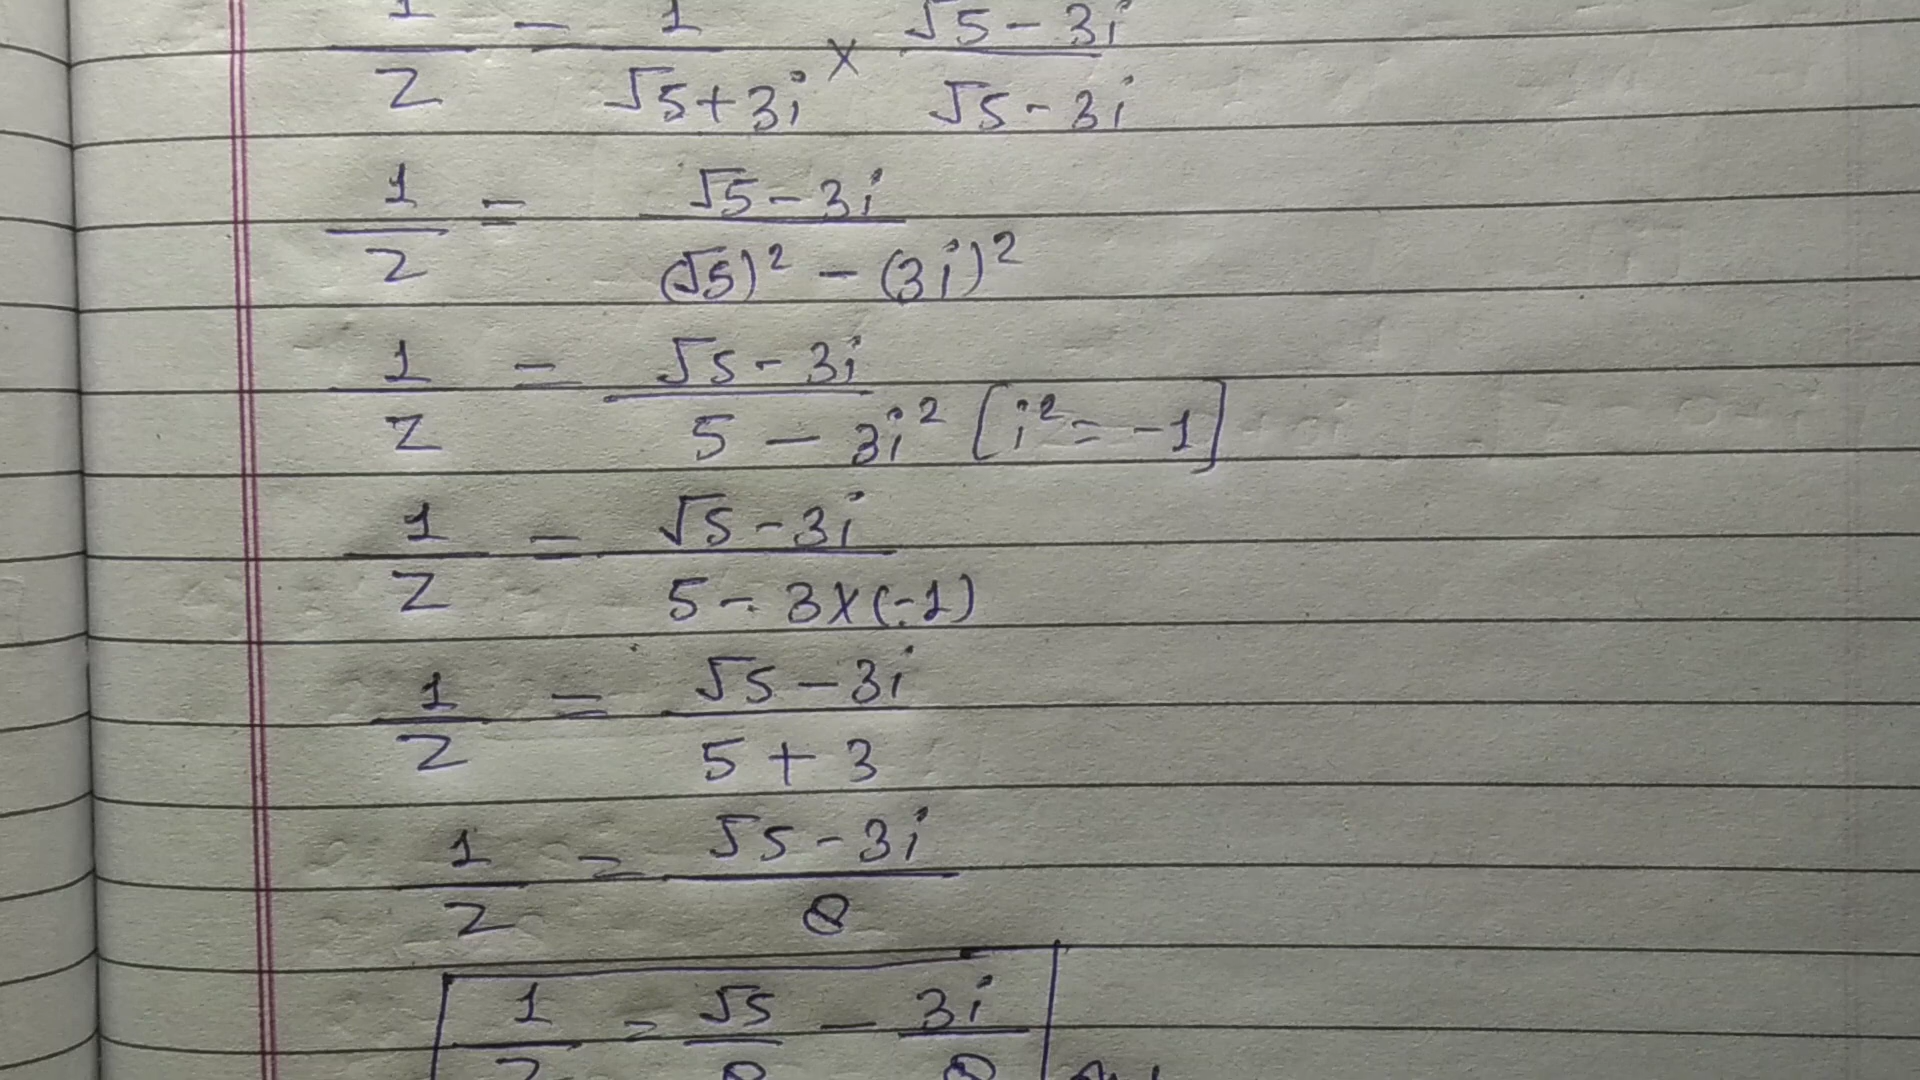 1/z = 1/(√5+3i) × (√5-3i)/(√5-3i)
1/z = (√5-3i)/((√5)² - (3i)²)
1/z = (√5-3i)/(5 - 3i²) [i² = -1]
1/z = (√5-3i)/(5-3×(-1))
1/z = (√5-3i)/(5+3)
1/z = (√5-3i)/8
1/z = √5/8 - 3i/8